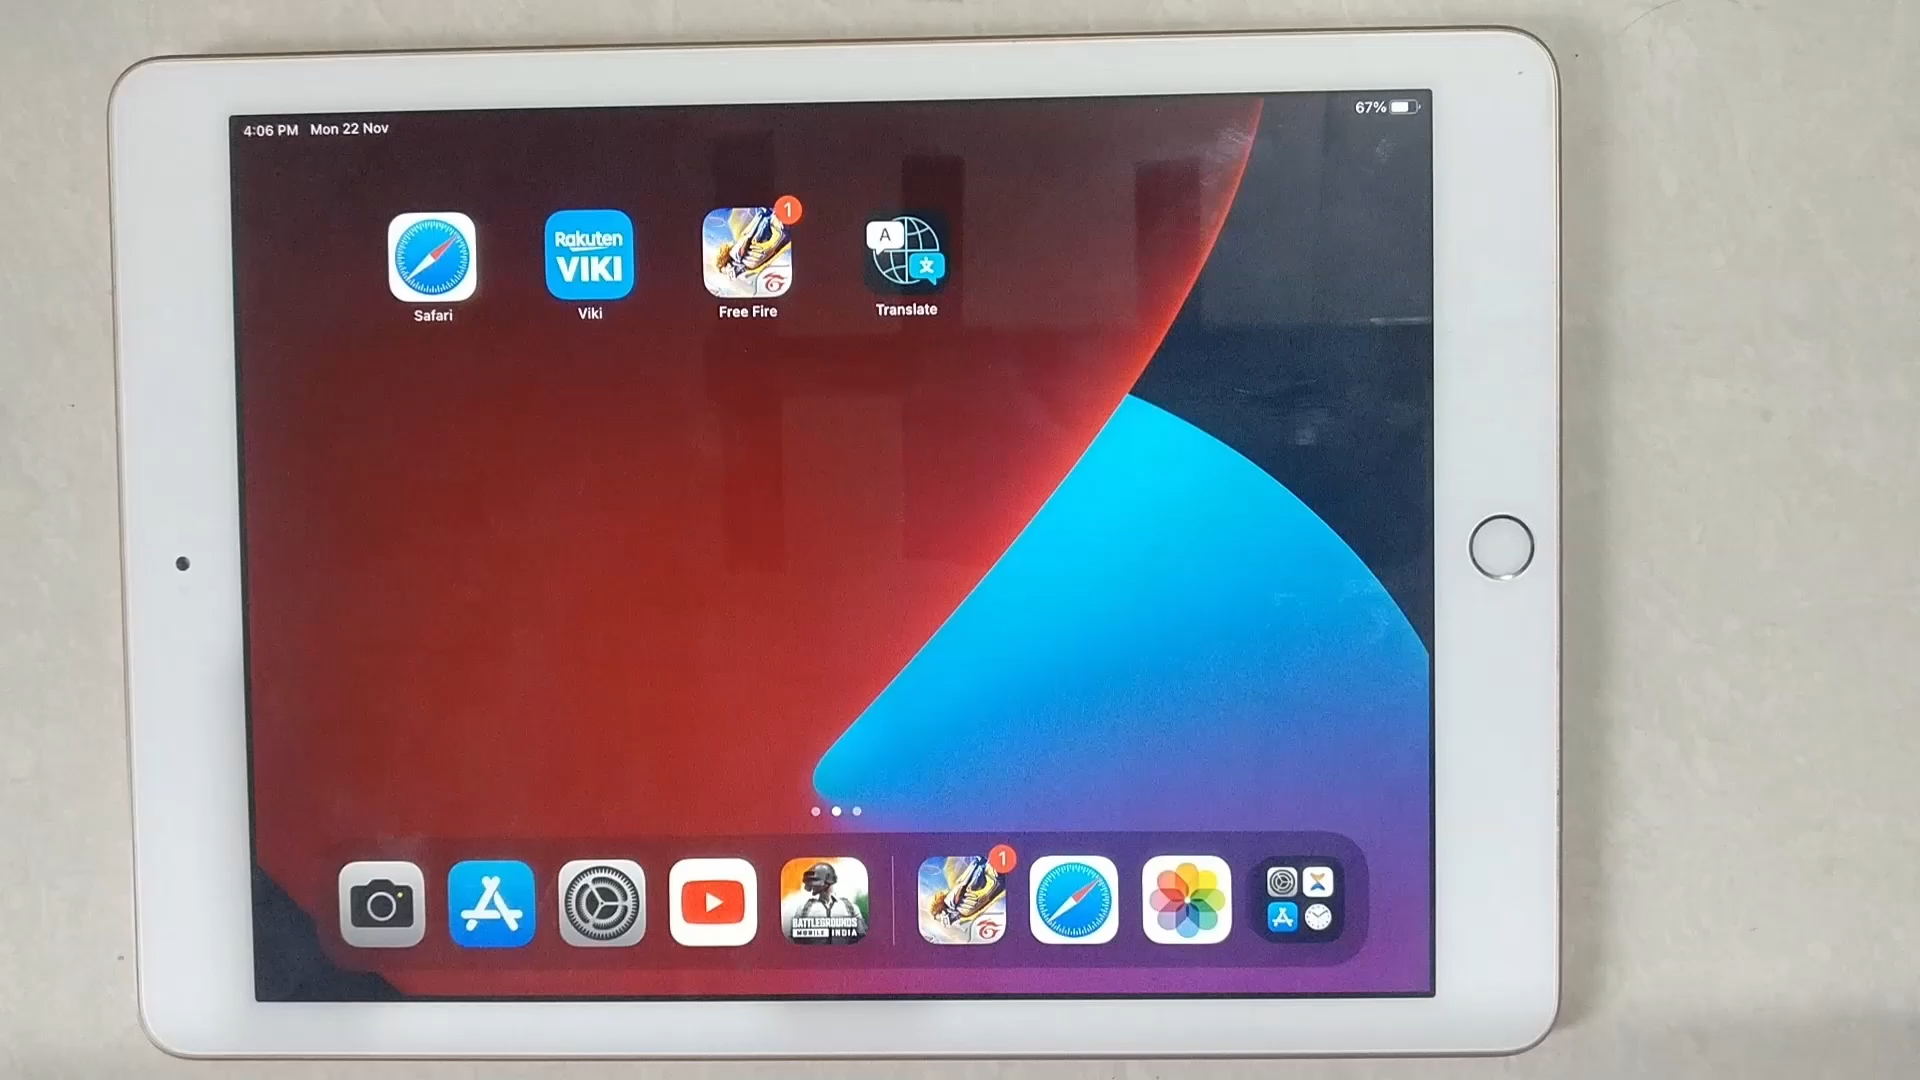 4:06 PM Mon 22 Nov
67%
1
Rakuten
VIKI
A
文
Safari
Viki
Free Fire
Translate
1
BATTLEGROUNDS
MOBILE INDIA